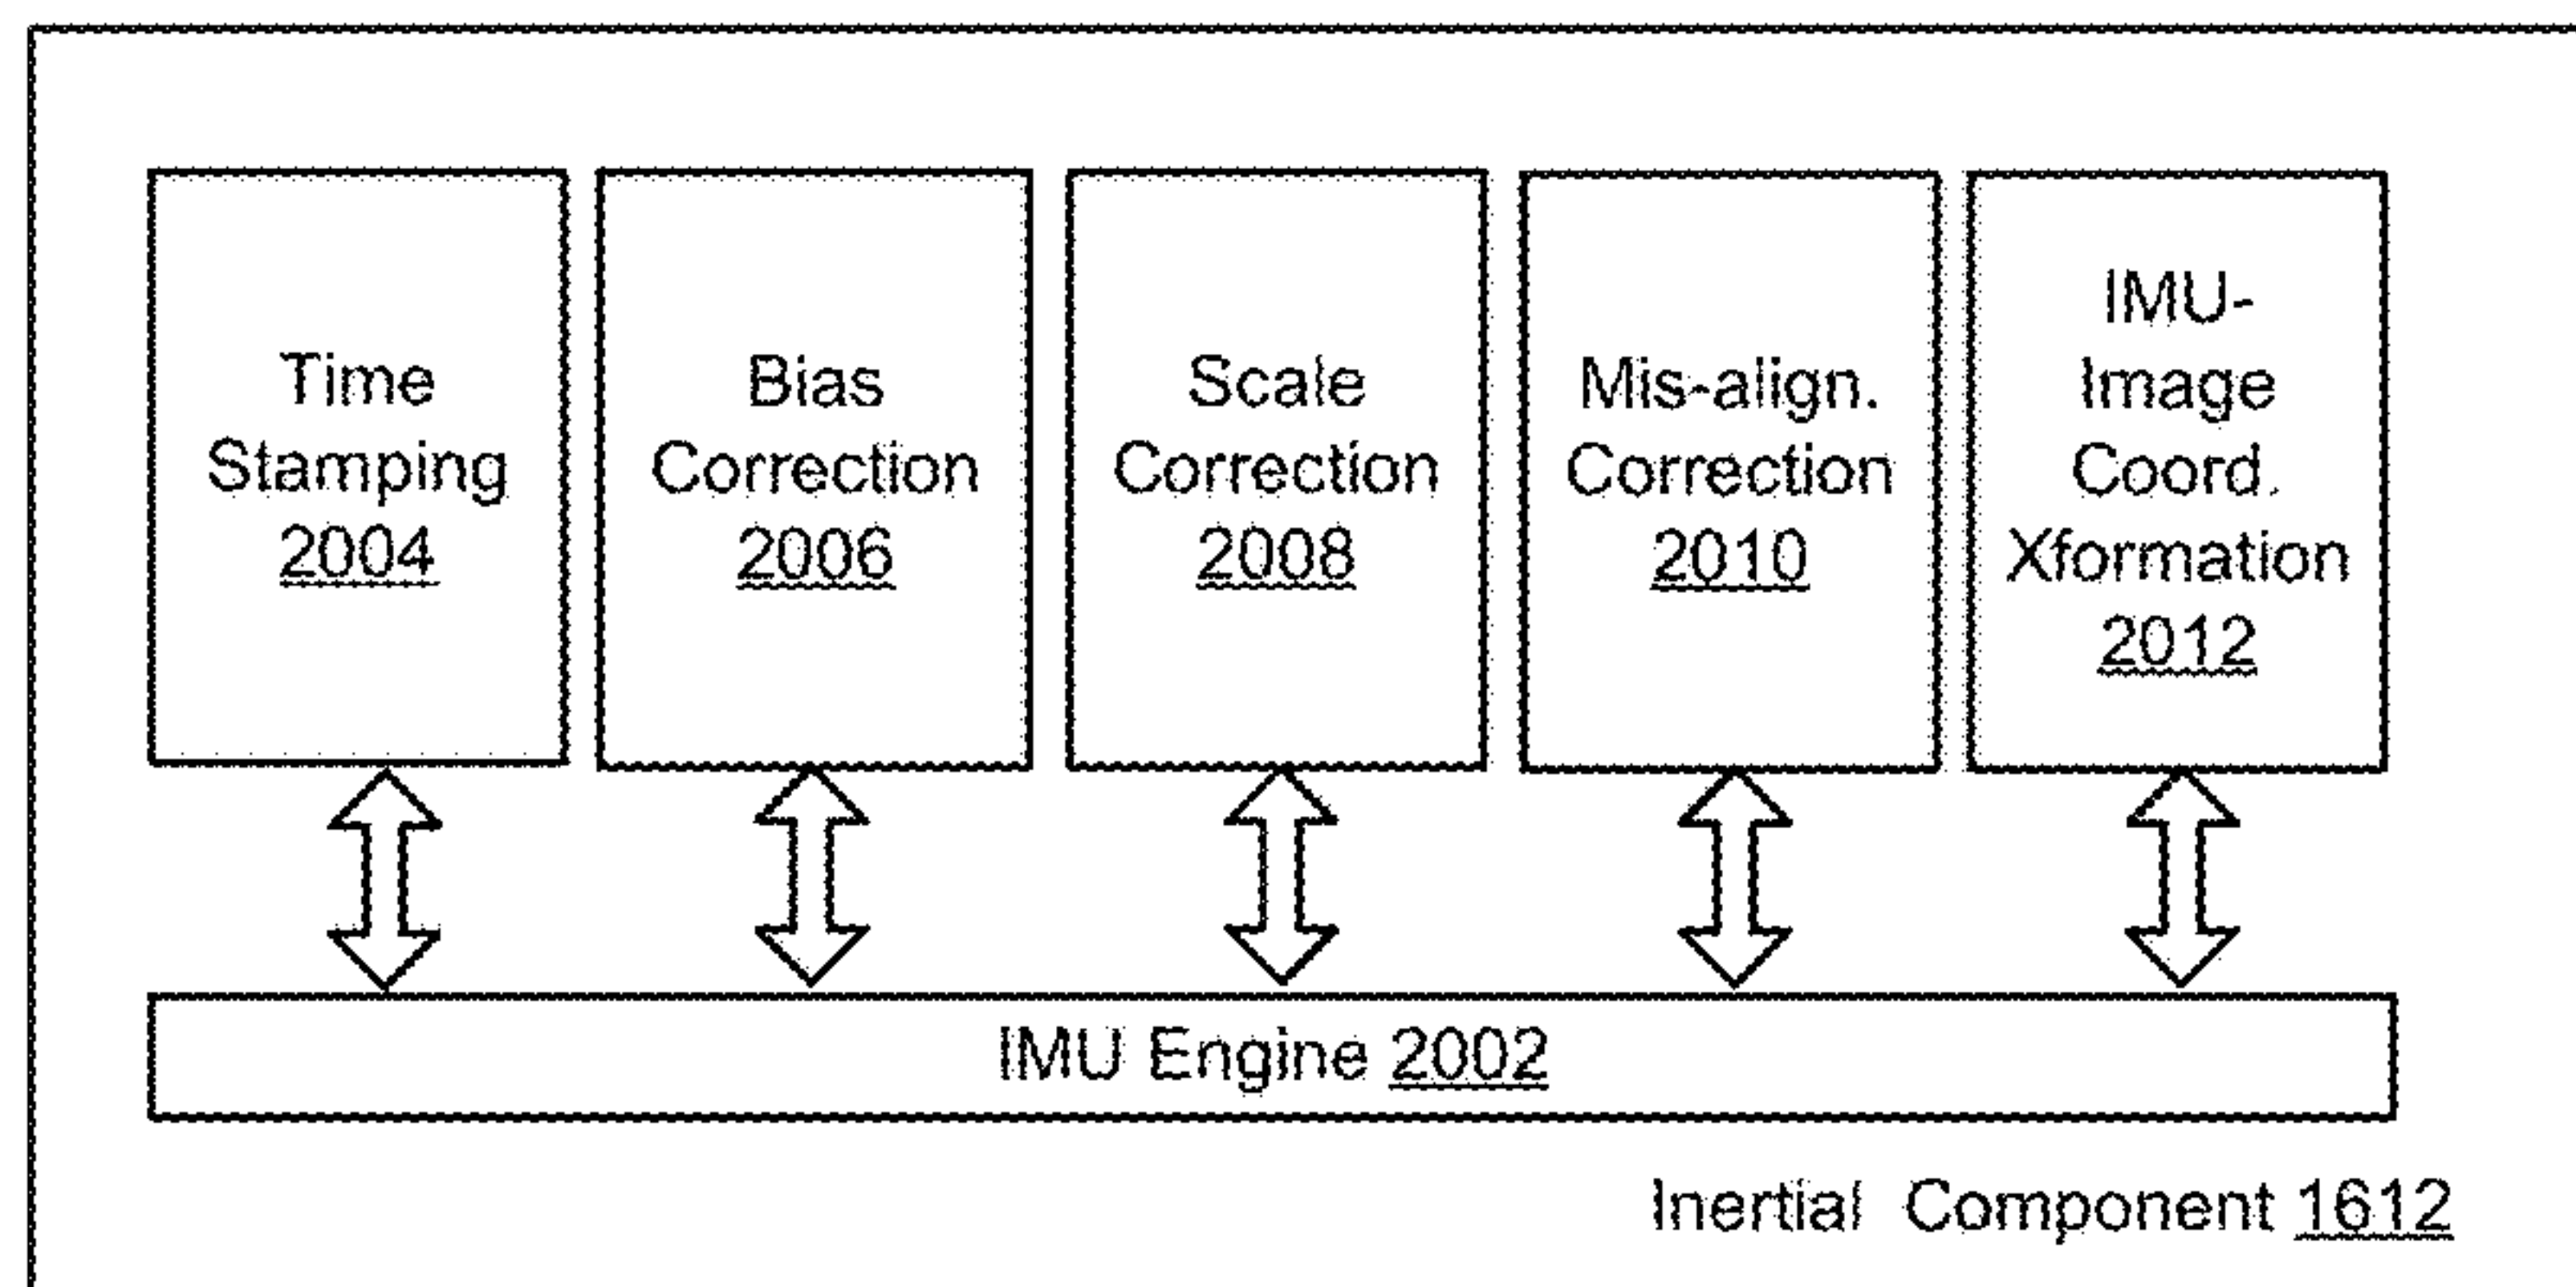 Time
Stamping
2004
Bias
Correction
2006
Scale
Correction
2008
Mis-align.
Correction
2010
IMU-
Image
Coord.
Xformation
2012
IMU Engine 2002
Inertial Component 1612